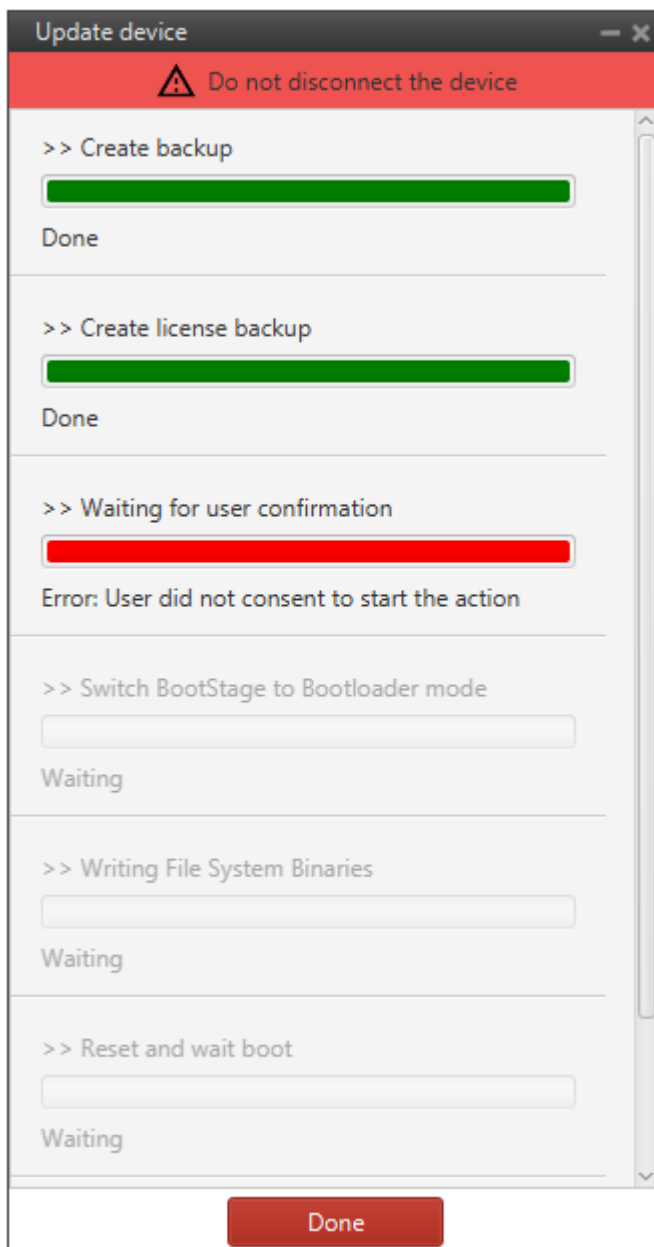 Update device
Do not disconnect the device
>> Create backup
Done
>> Create license backup
Done
>> Waiting for user confirmation
Error: User did not consent to start the action
>> Switch BootStage to Bootloader mode
Waiting
>> Writing File System Binaries
Waiting
>> Reset and wait boot
Waiting
Done